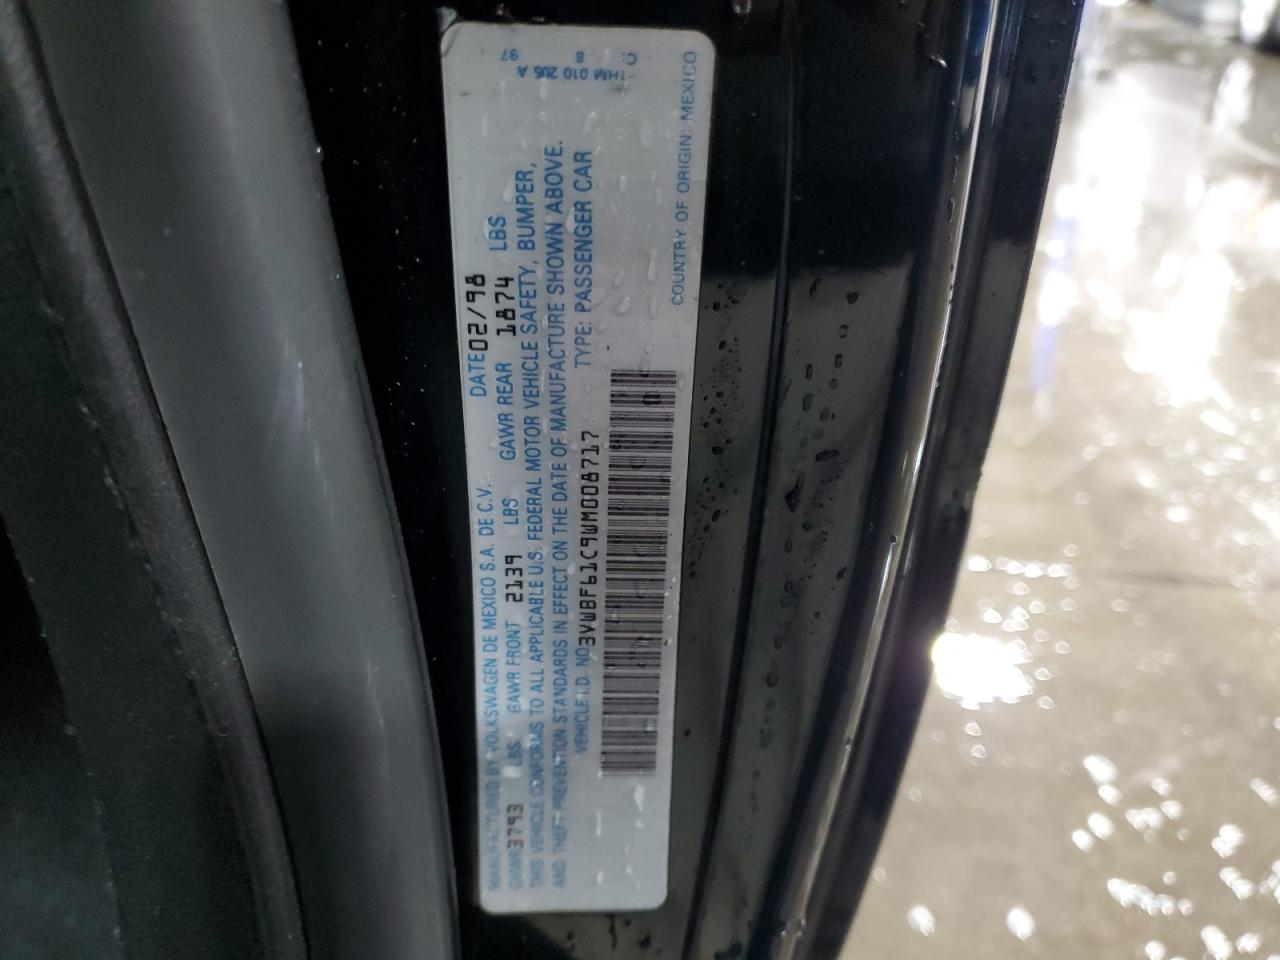 MANUFACTURED BY VOLKSWAGEN DE MEXICO S.A. DE C.V. DATE 02/98
GVWR 3793 LBS GAWR FRONT 2139 LBS GAWR REAR 1874 LBS
THIS VEHICLE CONFORMS TO ALL APPLICABLE U.S. FEDERAL MOTOR VEHICLE SAFETY, BUMPER,
AND THEFT PREVENTION STANDARDS IN EFFECT ON THE DATE OF MANUFACTURE SHOWN ABOVE.
VEHICLE I.D. NO 3VWBF61C9WM008717 TYPE: PASSENGER CAR
COUNTRY OF ORIGIN: MEXICO
1HM 010 205 A
C 8 97